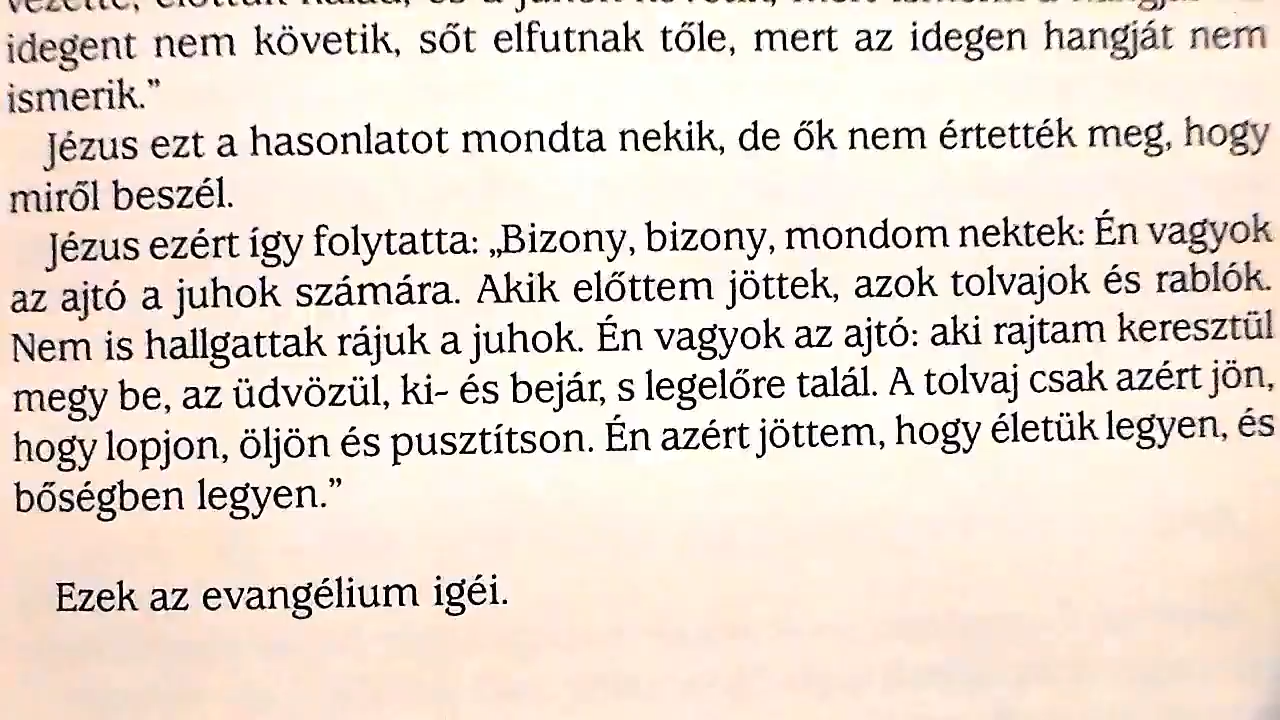 idegent nem követik, sőt elfutnak tőle, mert az idegen hangját nem
ismerik.”
Jézus ezt a hasonlatot mondta nekik, de ők nem értették meg, hogy
miről beszél.
Jézus ezért így folytatta: „Bizony, bizony, mondom nektek: Én vagyok
az ajtó a juhok számára. Akik előttem jöttek, azok tolvajok és rablók.
Nem is hallgattak rájuk a juhok. Én vagyok az ajtó: aki rajtam keresztül
megy be, az üdvözül, ki- és bejár, s legelőre talál. A tolvaj csak azért jön,
hogy lopjon, öljön és pusztítson. Én azért jöttem, hogy életük legyen, és
bőségben legyen.”
Ezek az evangélium igéi.